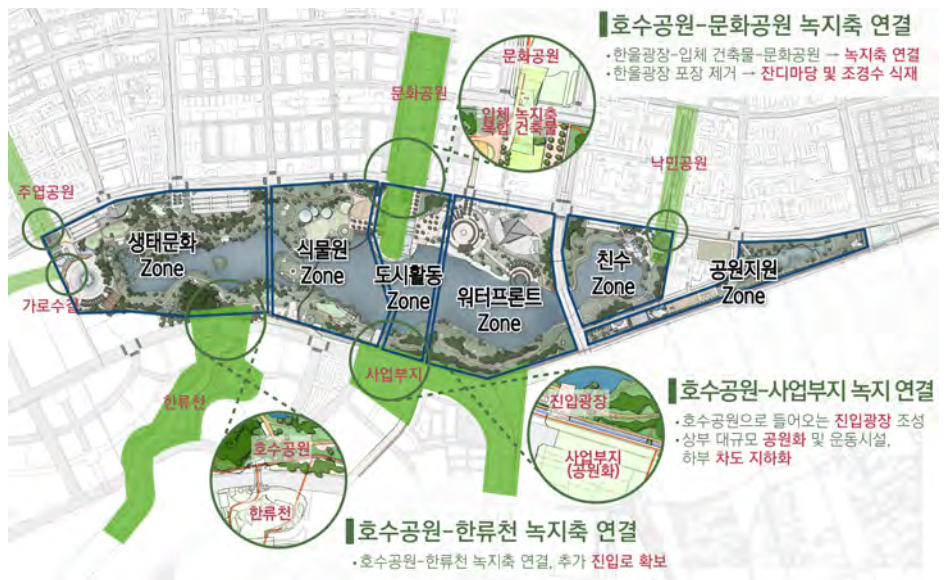 호수공원-문화공원 녹지축 연결
·한울광장-입체 건축물-문화공원 → 녹지축 연결
·한울광장 포장 제거 → 잔디마당 및 조경수 식재
문화공원
입체 녹지축
복합 건축물
문화공원
낙민공원
주엽공원
가로수길
생태문화
Zone
식물원
Zone
도시활동
Zone
워터프론트
Zone
친수
Zone
공원지원
Zone
한류천
사업부지
진입광장
사업부지
(공원화)
호수공원-사업부지 녹지 연결
·호수공원으로 들어오는 진입광장 조성
·상부 대규모 공원화 및 운동시설,
하부 차도 지하화
호수공원
한류천
호수공원-한류천 녹지축 연결
·호수공원-한류천 녹지축 연결, 추가 진입로 확보